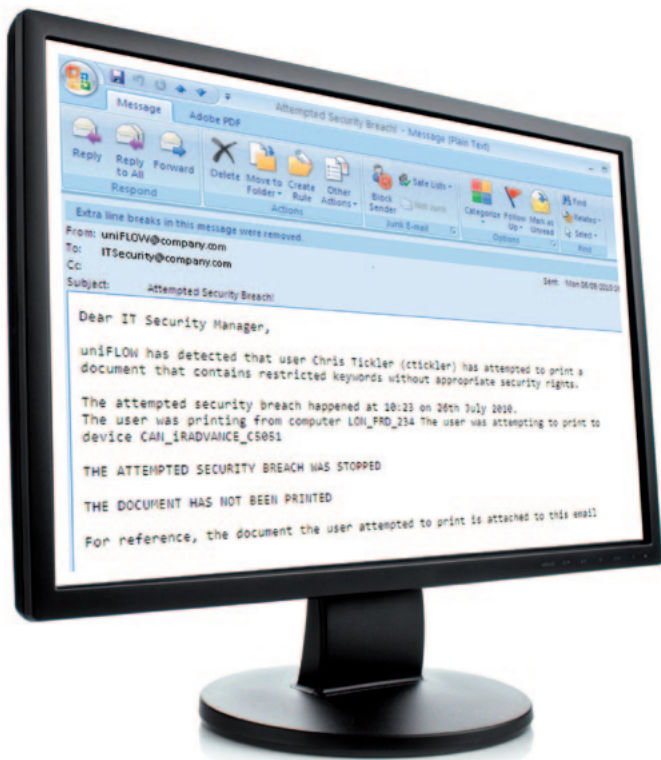 Attempted Security Breach! - Message (Plain Text)
Message
Adobe PDF
Reply
Reply to All
Forward
Respond
Delete
Move to Folder
Create Rule
Other Actions
Actions
Block Sender
Safe Lists
Not Junk
Junk E-mail
Categorize
Follow Up
Mark as Unread
Options
Find
Related
Select
Find
Extra line breaks in this message were removed.
From: uniFLOW@company.com
To: ITSecurity@company.com
Cc:
Sent: Mon
Subject: Attempted Security Breach!
Dear IT Security Manager,
uniFLOW has detected that user Chris Tickler (ctickler) has attempted to print a
document that contains restricted keywords without appropriate security rights.
The attempted security breach happened at 10:23 on 26th July 2010.
The user was printing from computer LON_FRD_234 The user was attempting to print to
device CAN_iRADVANCE_C5051
THE ATTEMPTED SECURITY BREACH WAS STOPPED
THE DOCUMENT HAS NOT BEEN PRINTED
For reference, the document the user attempted to print is attached to this email